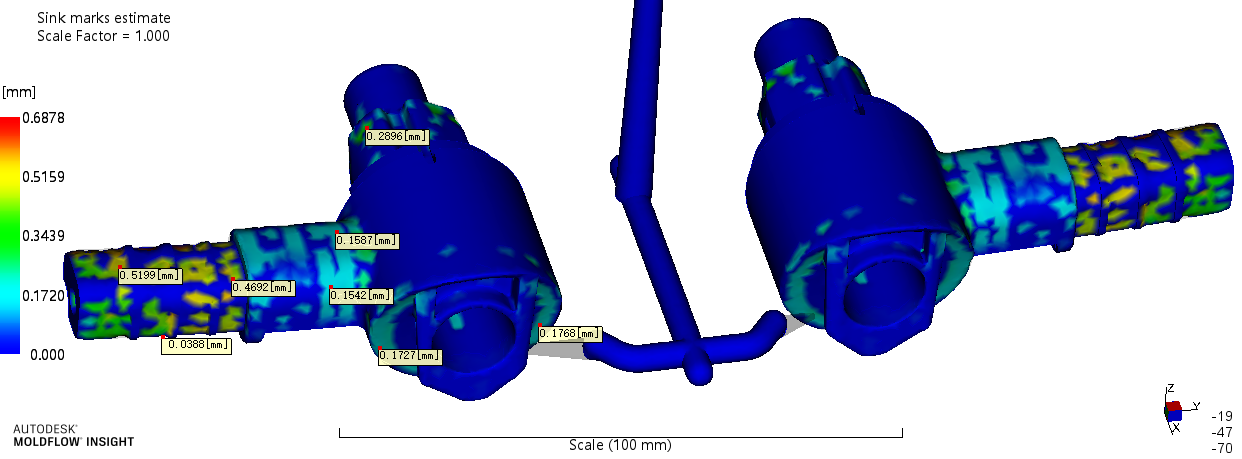 Sink marks estimate
Scale Factor = 1.000
[mm]
0.6878
0.5159
0.3439
0.1720
0.000
0.2896[mm]
0.1587[mm]
0.5199[mm]
0.4692[mm]
0.1542[mm]
0.0388[mm]
0.1768[mm]
0.1727[mm]
AUTODESK®
MOLDFLOW® INSIGHT
Scale (100 mm)
Z
Y
X
-19
-47
-70